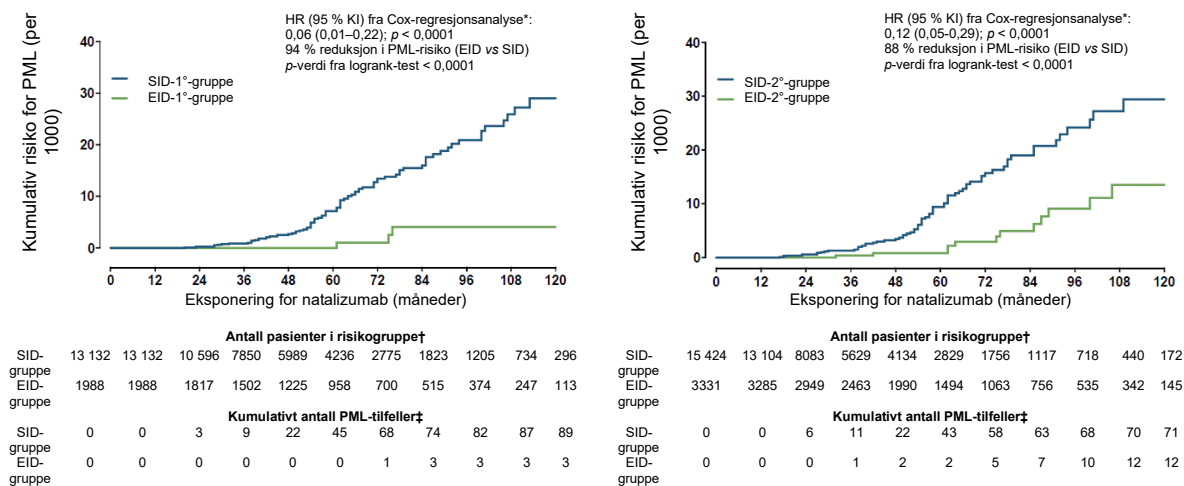 HR (95 % KI) fra Cox-regresjonsanalyse*:
0,06 (0,01–0,22); p < 0,0001
94 % reduksjon i PML-risiko (EID vs SID)
p-verdi fra logrank-test < 0,0001
Kumulativ risiko for PML (per
1000)
40
30
20
10
0
SID-1°-gruppe
EID-1°-gruppe
0 12 24 36 48 60 72 84 96 108 120
Eksponering for natalizumab (måneder)
Antall pasienter i risikogruppe†
SID-
gruppe
13 132 13 132 10 596 7850 5989 4236 2775 1823 1205 734 296
EID-
gruppe
1988 1988 1817 1502 1225 958 700 515 374 247 113
Kumulativt antall PML-tilfeller‡
SID-
gruppe
0 0 3 9 22 45 68 74 82 87 89
EID-
gruppe
0 0 0 0 0 0 1 3 3 3 3
HR (95 % KI) fra Cox-regresjonsanalyse*:
0,12 (0,05-0,29); p < 0,0001
88 % reduksjon i PML-risiko (EID vs SID)
p-verdi fra logrank-test < 0,0001
Kumulativ risiko for PML (per
1000)
40
30
20
10
0
SID-2°-gruppe
EID-2°-gruppe
0 12 24 36 48 60 72 84 96 108 120
Eksponering for natalizumab (måneder)
Antall pasienter i risikogruppe†
SID-
gruppe
15 424 13 104 8083 5629 4134 2829 1756 1117 718 440 172
EID-
gruppe
3331 3285 2949 2463 1990 1494 1063 756 535 342 145
Kumulativt antall PML-tilfeller‡
SID-
gruppe
0 0 6 11 22 43 58 63 68 70 71
EID-
gruppe
0 0 0 1 2 2 5 7 10 12 12